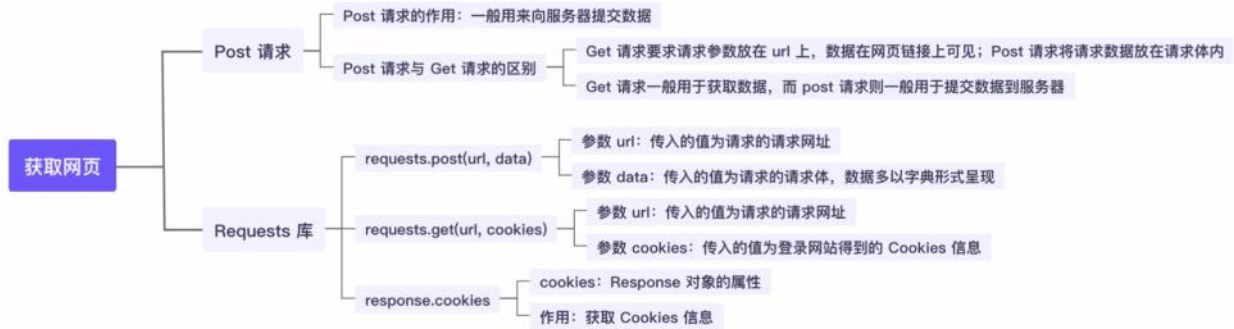 获取网页
Post 请求
Post 请求的作用：一般用来向服务器提交数据
Post 请求与 Get 请求的区别
Get 请求要求请求参数放在 url 上，数据在网页链接上可见；Post 请求将请求数据放在请求体内
Get 请求一般用于获取数据，而 post 请求则一般用于提交数据到服务器
Requests 库
requests.post(url, data)
参数 url：传入的值为请求的请求网址
参数 data：传入的值为请求的请求体，数据多以字典形式呈现
requests.get(url, cookies)
参数 url：传入的值为请求的请求网址
参数 cookies：传入的值为登录网站得到的 Cookies 信息
response.cookies
cookies：Response 对象的属性
作用：获取 Cookies 信息